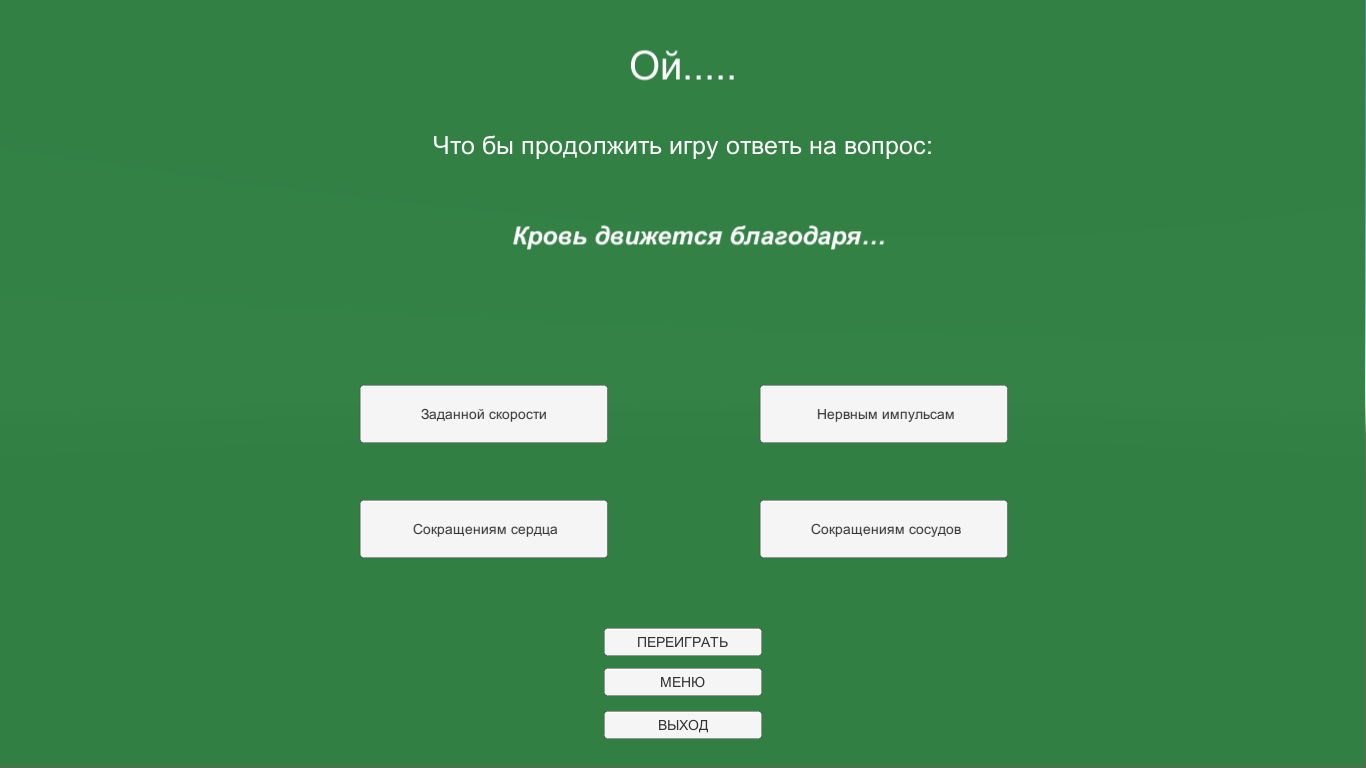 Ой.....
Что бы продолжить игру ответь на вопрос:
Кровь движется благодаря...
Заданной скорости
Нервным импульсам
Сокращениям сердца
Сокращениям сосудов
ПЕРЕИГРАТЬ
МЕНЮ
ВЫХОД